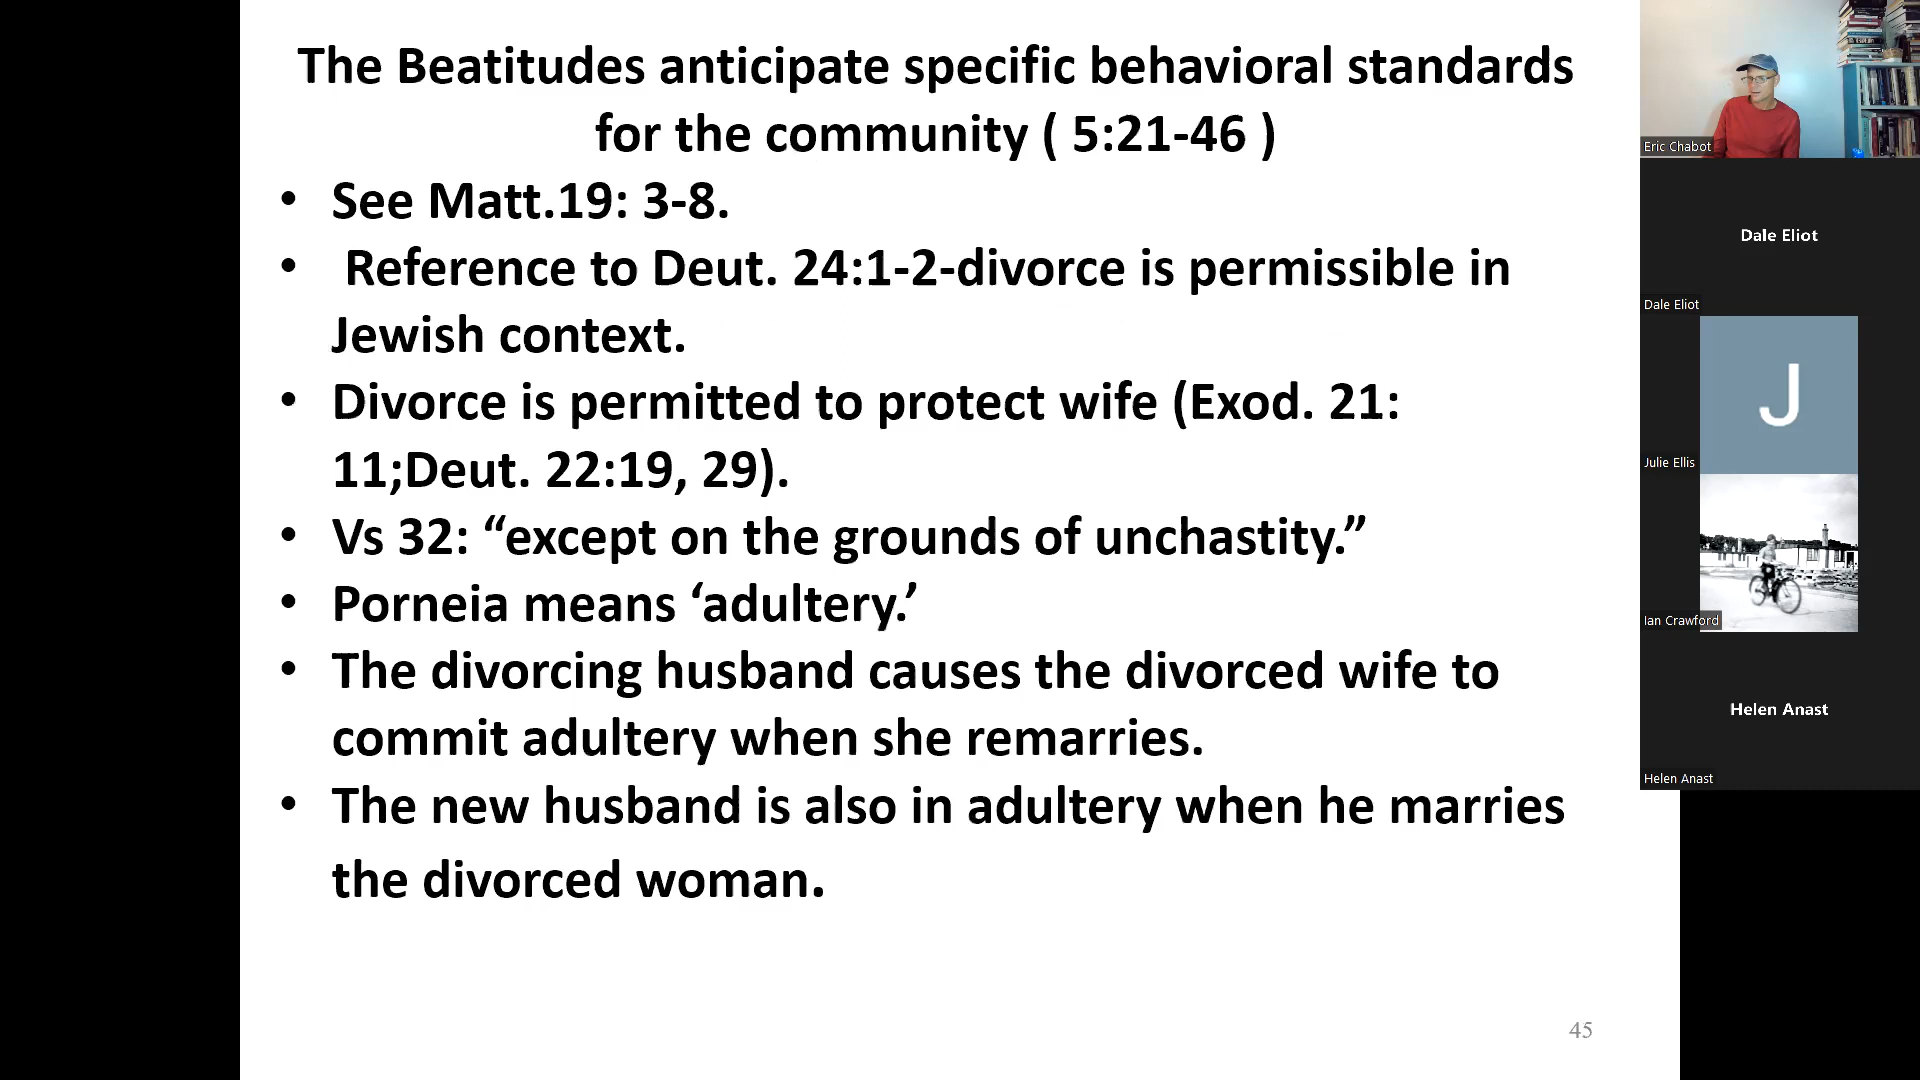 The Beatitudes anticipate specific behavioral standards
for the community ( 5:21-46 )
• See Matt.19: 3-8.
• Reference to Deut. 24:1-2-divorce is permissible in
Jewish context.
• Divorce is permitted to protect wife (Exod. 21:
11;Deut. 22:19, 29).
• Vs 32: “except on the grounds of unchastity.”
• Porneia means ‘adultery.’
• The divorcing husband causes the divorced wife to
commit adultery when she remarries.
• The new husband is also in adultery when he marries
the divorced woman.
45
Eric Chabot
Dale Eliot
Dale Eliot
J
Julie Ellis
Ian Crawford
Helen Anast
Helen Anast